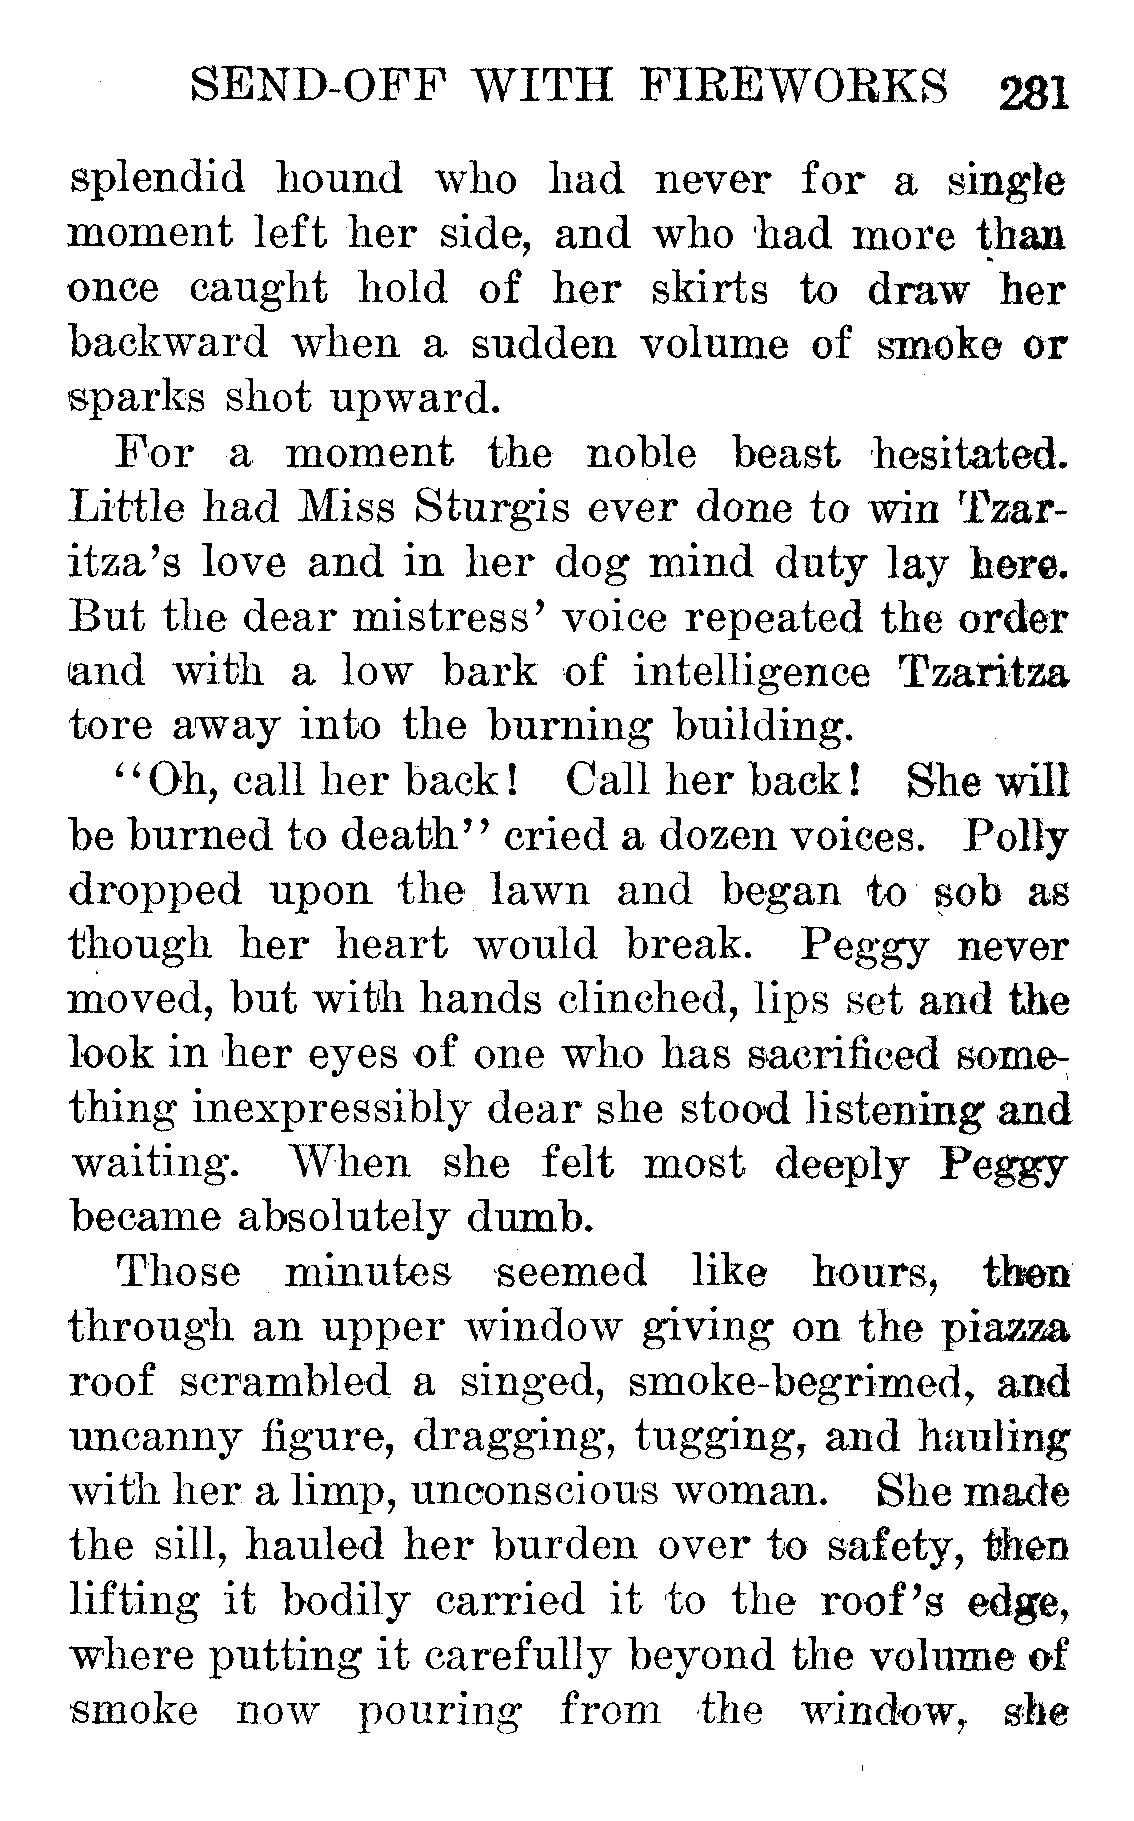 SEND-OFF WITH FIREWORKS 281
splendid hound who had never for a single
moment left her side, and who had more than
once caught hold of her skirts to draw her
backward when a sudden volume of smoke or
sparks shot upward.
For a moment the noble beast hesitated.
Little had Miss Sturgis ever done to win Tzar-
itza's love and in her dog mind duty lay here.
But the dear mistress' voice repeated the order
and with a low bark of intelligence Tzaritza
tore away into the burning building.
"Oh, call her back! Call her back! She will
be burned to death" cried a dozen voices. Polly
dropped upon the lawn and began to sob as
though her heart would break. Peggy never
moved, but with hands clinched, lips set and the
look in her eyes of one who has sacrificed some-
thing inexpressibly dear she stood listening and
waiting. When she felt most deeply Peggy
became absolutely dumb.
Those minutes seemed like hours, then
through an upper window giving on the piazza
roof scrambled a singed, smoke-begrimed, and
uncanny figure, dragging, tugging, and hauling
with her a limp, unconscious woman. She made
the sill, hauled her burden over to safety, then
lifting it bodily carried it to the roof's edge,
where putting it carefully beyond the volume of
smoke now pouring from the window, she